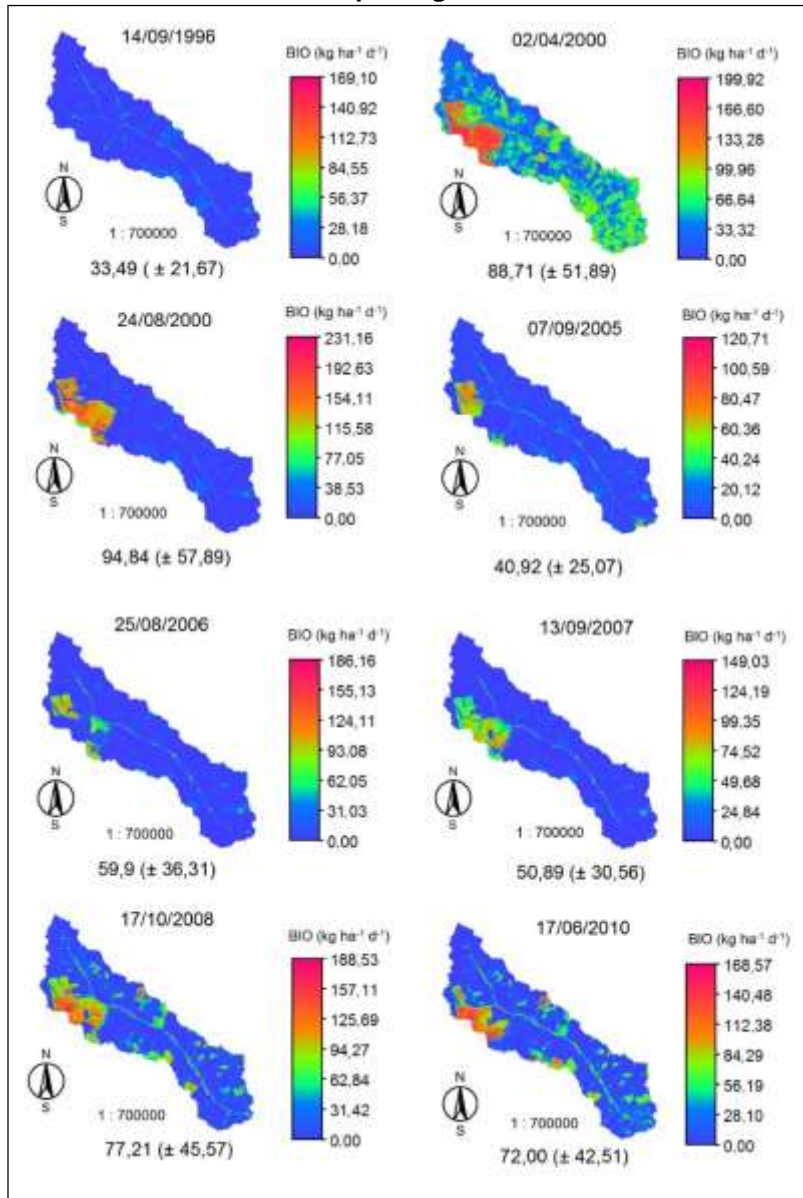 14/09/1996
BIO (kg ha⁻¹ d⁻¹)
169,10
140,92
112,73
84,55
56,37
28,18
0,00
N
S
1 : 700000
33,49 ( ± 21,67)
02/04/2000
BIO (kg ha⁻¹ d⁻¹)
199,92
166,60
133,28
99,96
66,64
33,32
0,00
N
S
1 : 700000
88,71 (± 51,89)
24/08/2000
BIO (kg ha⁻¹ d⁻¹)
231,16
192,63
154,11
115,58
77,05
38,53
0,00
N
S
1 : 700000
94,84 (± 57,89)
07/09/2005
BIO (kg ha⁻¹ d⁻¹)
120,71
100,59
80,47
60,36
40,24
20,12
0,00
N
S
1 : 700000
40,92 (± 25,07)
25/08/2006
BIO (kg ha⁻¹ d⁻¹)
186,16
155,13
124,11
93,08
62,05
31,03
0,00
N
S
1 : 700000
59,9 (± 36,31)
13/09/2007
BIO (kg ha⁻¹ d⁻¹)
149,03
124,19
99,35
74,52
49,68
24,84
0,00
N
S
1 : 700000
50,89 (± 30,56)
17/10/2008
BIO (kg ha⁻¹ d⁻¹)
188,53
157,11
125,69
94,27
62,84
31,42
0,00
N
S
1 : 700000
77,21 (± 45,57)
17/06/2010
BIO (kg ha⁻¹ d⁻¹)
168,57
140,48
112,38
84,29
56,19
28,10
0,00
N
S
1 : 700000
72,00 (± 42,51)